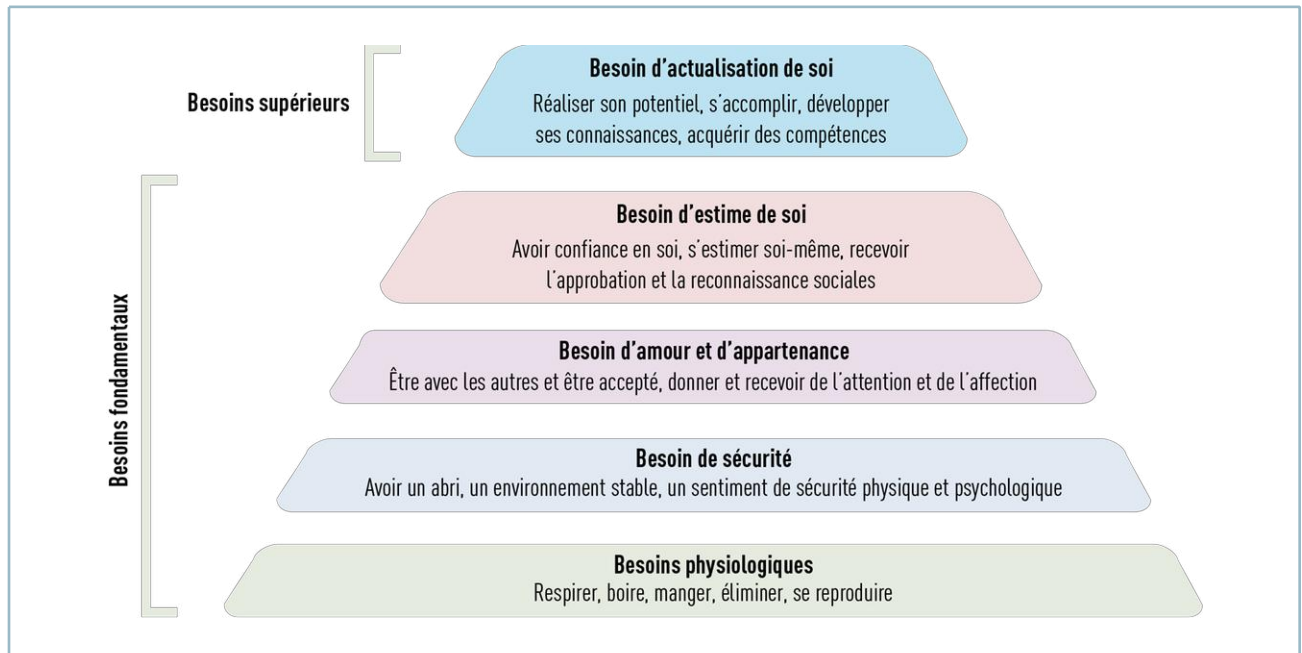 Besoins supérieurs
Besoin d'actualisation de soi
Réaliser son potentiel, s'accomplir, développer
ses connaissances, acquérir des compétences
Besoins fondamentaux
Besoin d'estime de soi
Avoir confiance en soi, s'estimer soi-même, recevoir
l'approbation et la reconnaissance sociales
Besoin d'amour et d'appartenance
Être avec les autres et être accepté, donner et recevoir de l'attention et de l'affection
Besoin de sécurité
Avoir un abri, un environnement stable, un sentiment de sécurité physique et psychologique
Besoins physiologiques
Respirer, boire, manger, éliminer, se reproduire